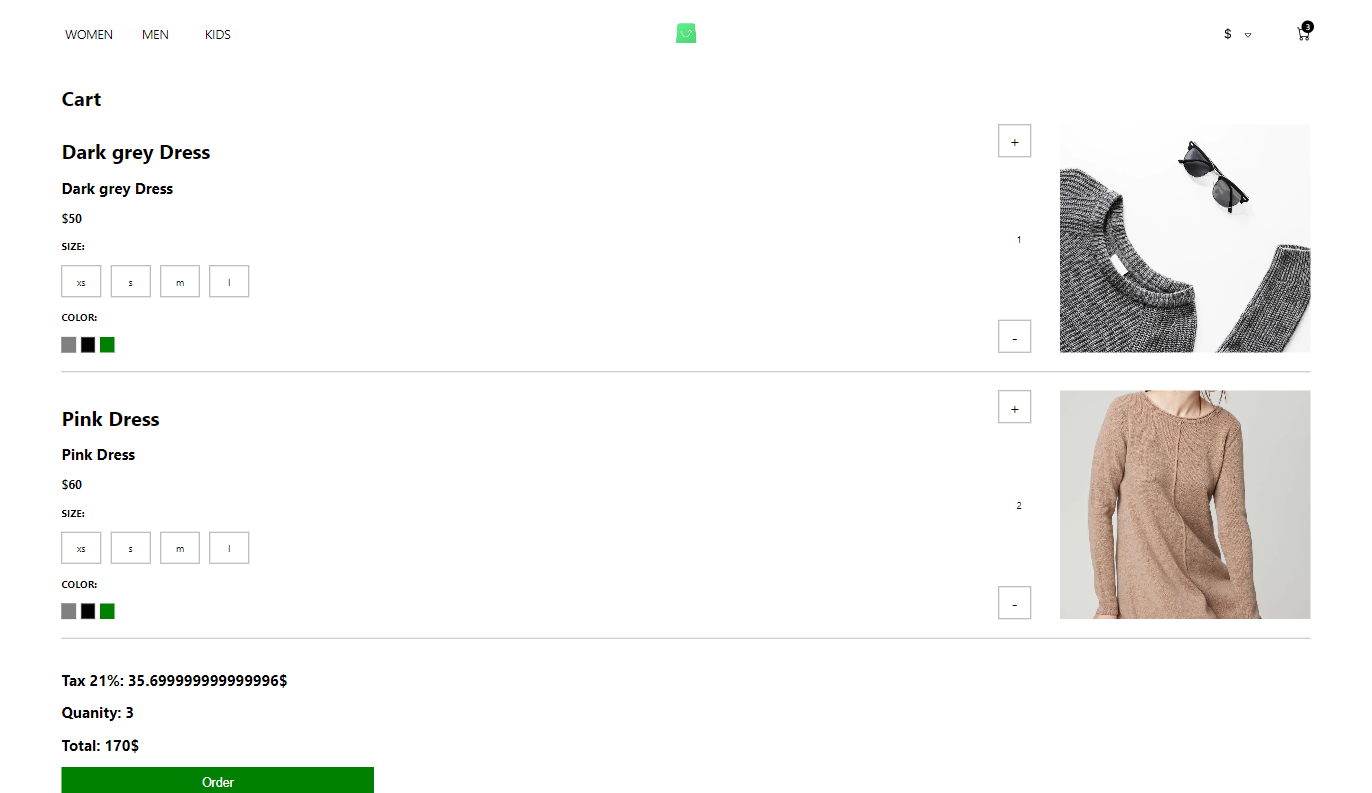 WOMEN MEN KIDS $ 3
Cart
Dark grey Dress
Dark grey Dress
$50
SIZE:
xs s m l
COLOR:
+
1
-
Pink Dress
Pink Dress
$60
SIZE:
xs s m l
COLOR:
+
2
-
Tax 21%: 35.699999999999996$
Quanity: 3
Total: 170$
Order